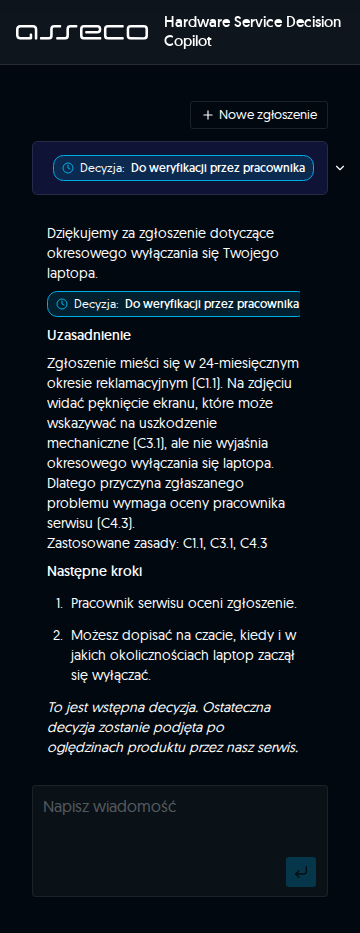 asseco
Hardware Service Decision
Copilot
+ Nowe zgłoszenie
Decyzja: Do weryfikacji przez pracownika
Dziękujemy za zgłoszenie dotyczące
okresowego wyłączania się Twojego
laptopa.
Decyzja: Do weryfikacji przez pracownika
Uzasadnienie
Zgłoszenie mieści się w 24-miesięcznym
okresie reklamacyjnym (C1.1). Na zdjęciu
widać pęknięcie ekranu, które może
wskazywać na uszkodzenie
mechaniczne (C3.1), ale nie wyjaśnia
okresowego wyłączania się laptopa.
Dlatego przyczyna zgłaszanego
problemu wymaga oceny pracownika
serwisu (C4.3).
Zastosowane zasady: C1.1, C3.1, C4.3
Następne kroki
1. Pracownik serwisu oceni zgłoszenie.
2. Możesz dopisać na czacie, kiedy i w
jakich okolicznościach laptop zaczął
się wyłączać.
To jest wstępna decyzja. Ostateczna
decyzja zostanie podjęta po
oględzinach produktu przez nasz serwis.
Napisz wiadomość